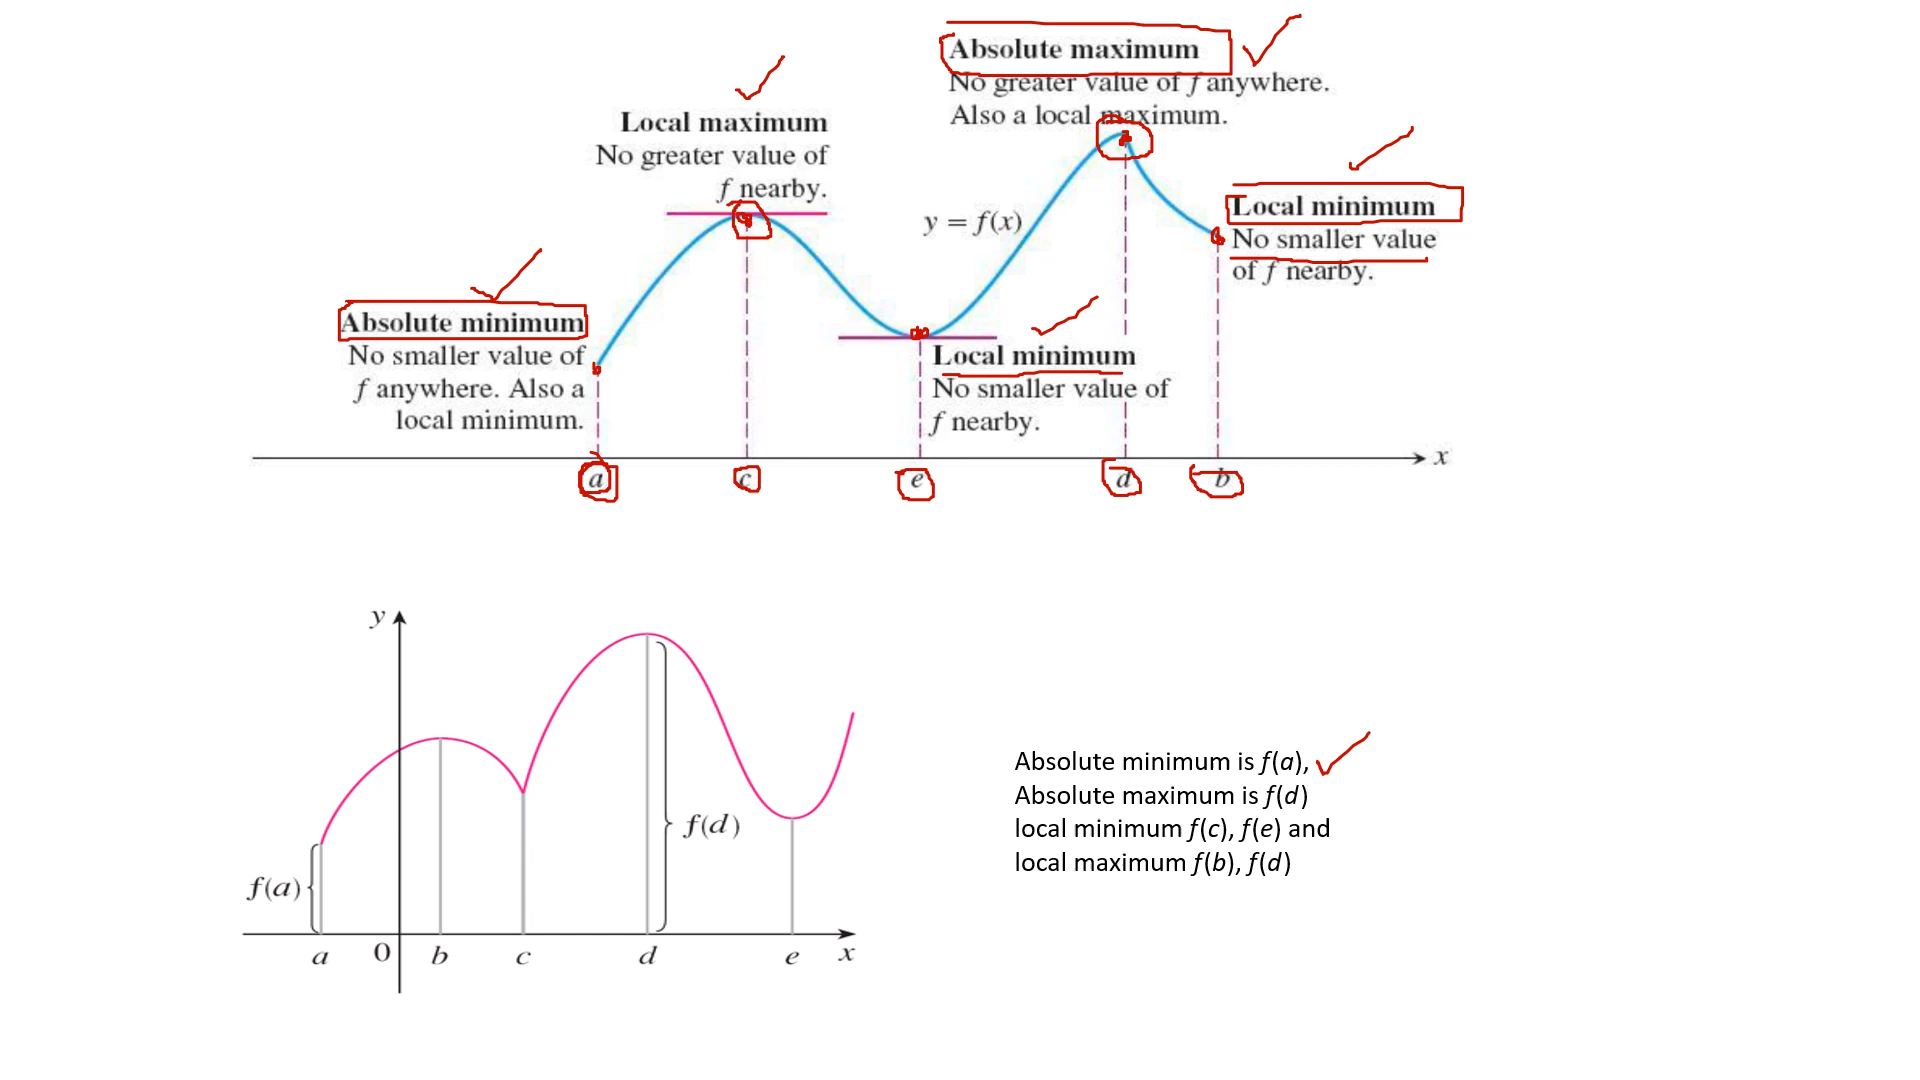 Absolute maximum
No greater value of f anywhere.
Also a local maximum.
Local maximum
No greater value of
f nearby.
Local minimum
No smaller value
of f nearby.
y = f(x)
Absolute minimum
No smaller value of
f anywhere. Also a
local minimum.
Local minimum
No smaller value of
f nearby.
x
a c e d b
y
f(d)
f(a)
a 0 b c d e x
Absolute minimum is f(a),
Absolute maximum is f(d)
local minimum f(c), f(e) and
local maximum f(b), f(d)